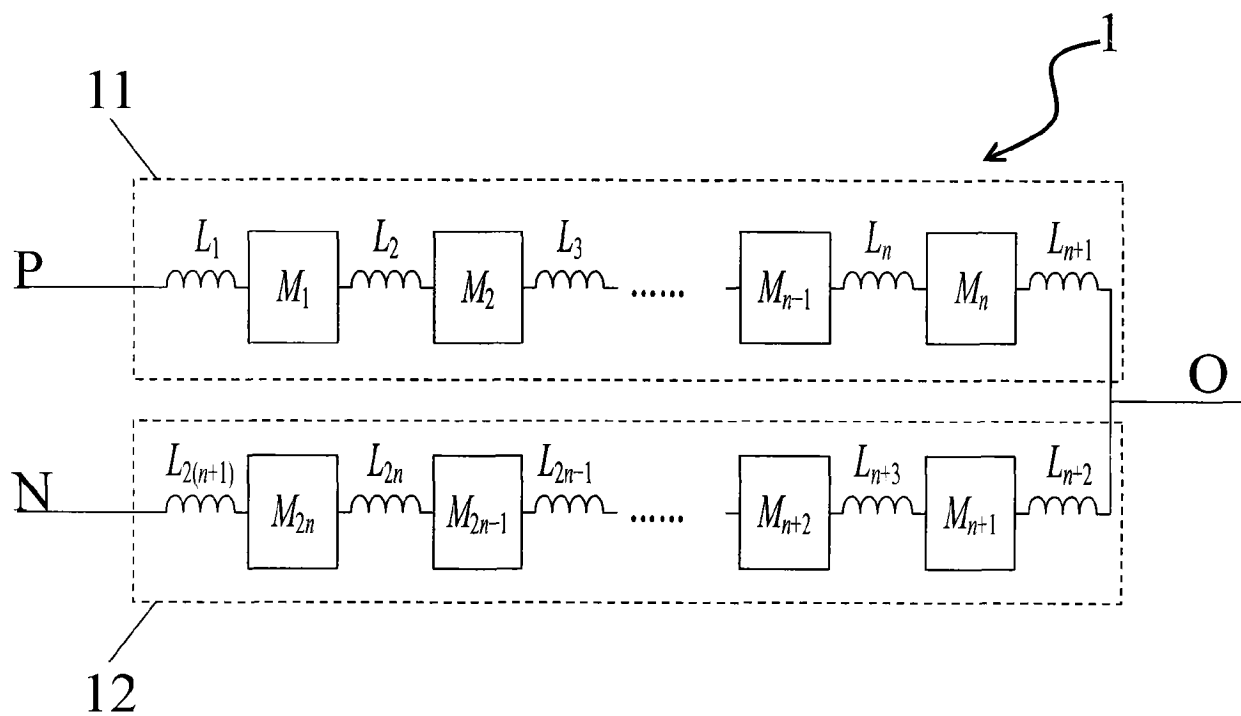 1
11
L₁ L₂ L₃ Lₙ Lₙ₊₁
P M₁ M₂ ...... Mₙ₋₁ Mₙ
O
L₂₍ₙ₊₁₎ L₂ₙ L₂ₙ₋₁ Lₙ₊₃ Lₙ₊₂
N M₂ₙ M₂ₙ₋₁ ...... Mₙ₊₂ Mₙ₊₁
12